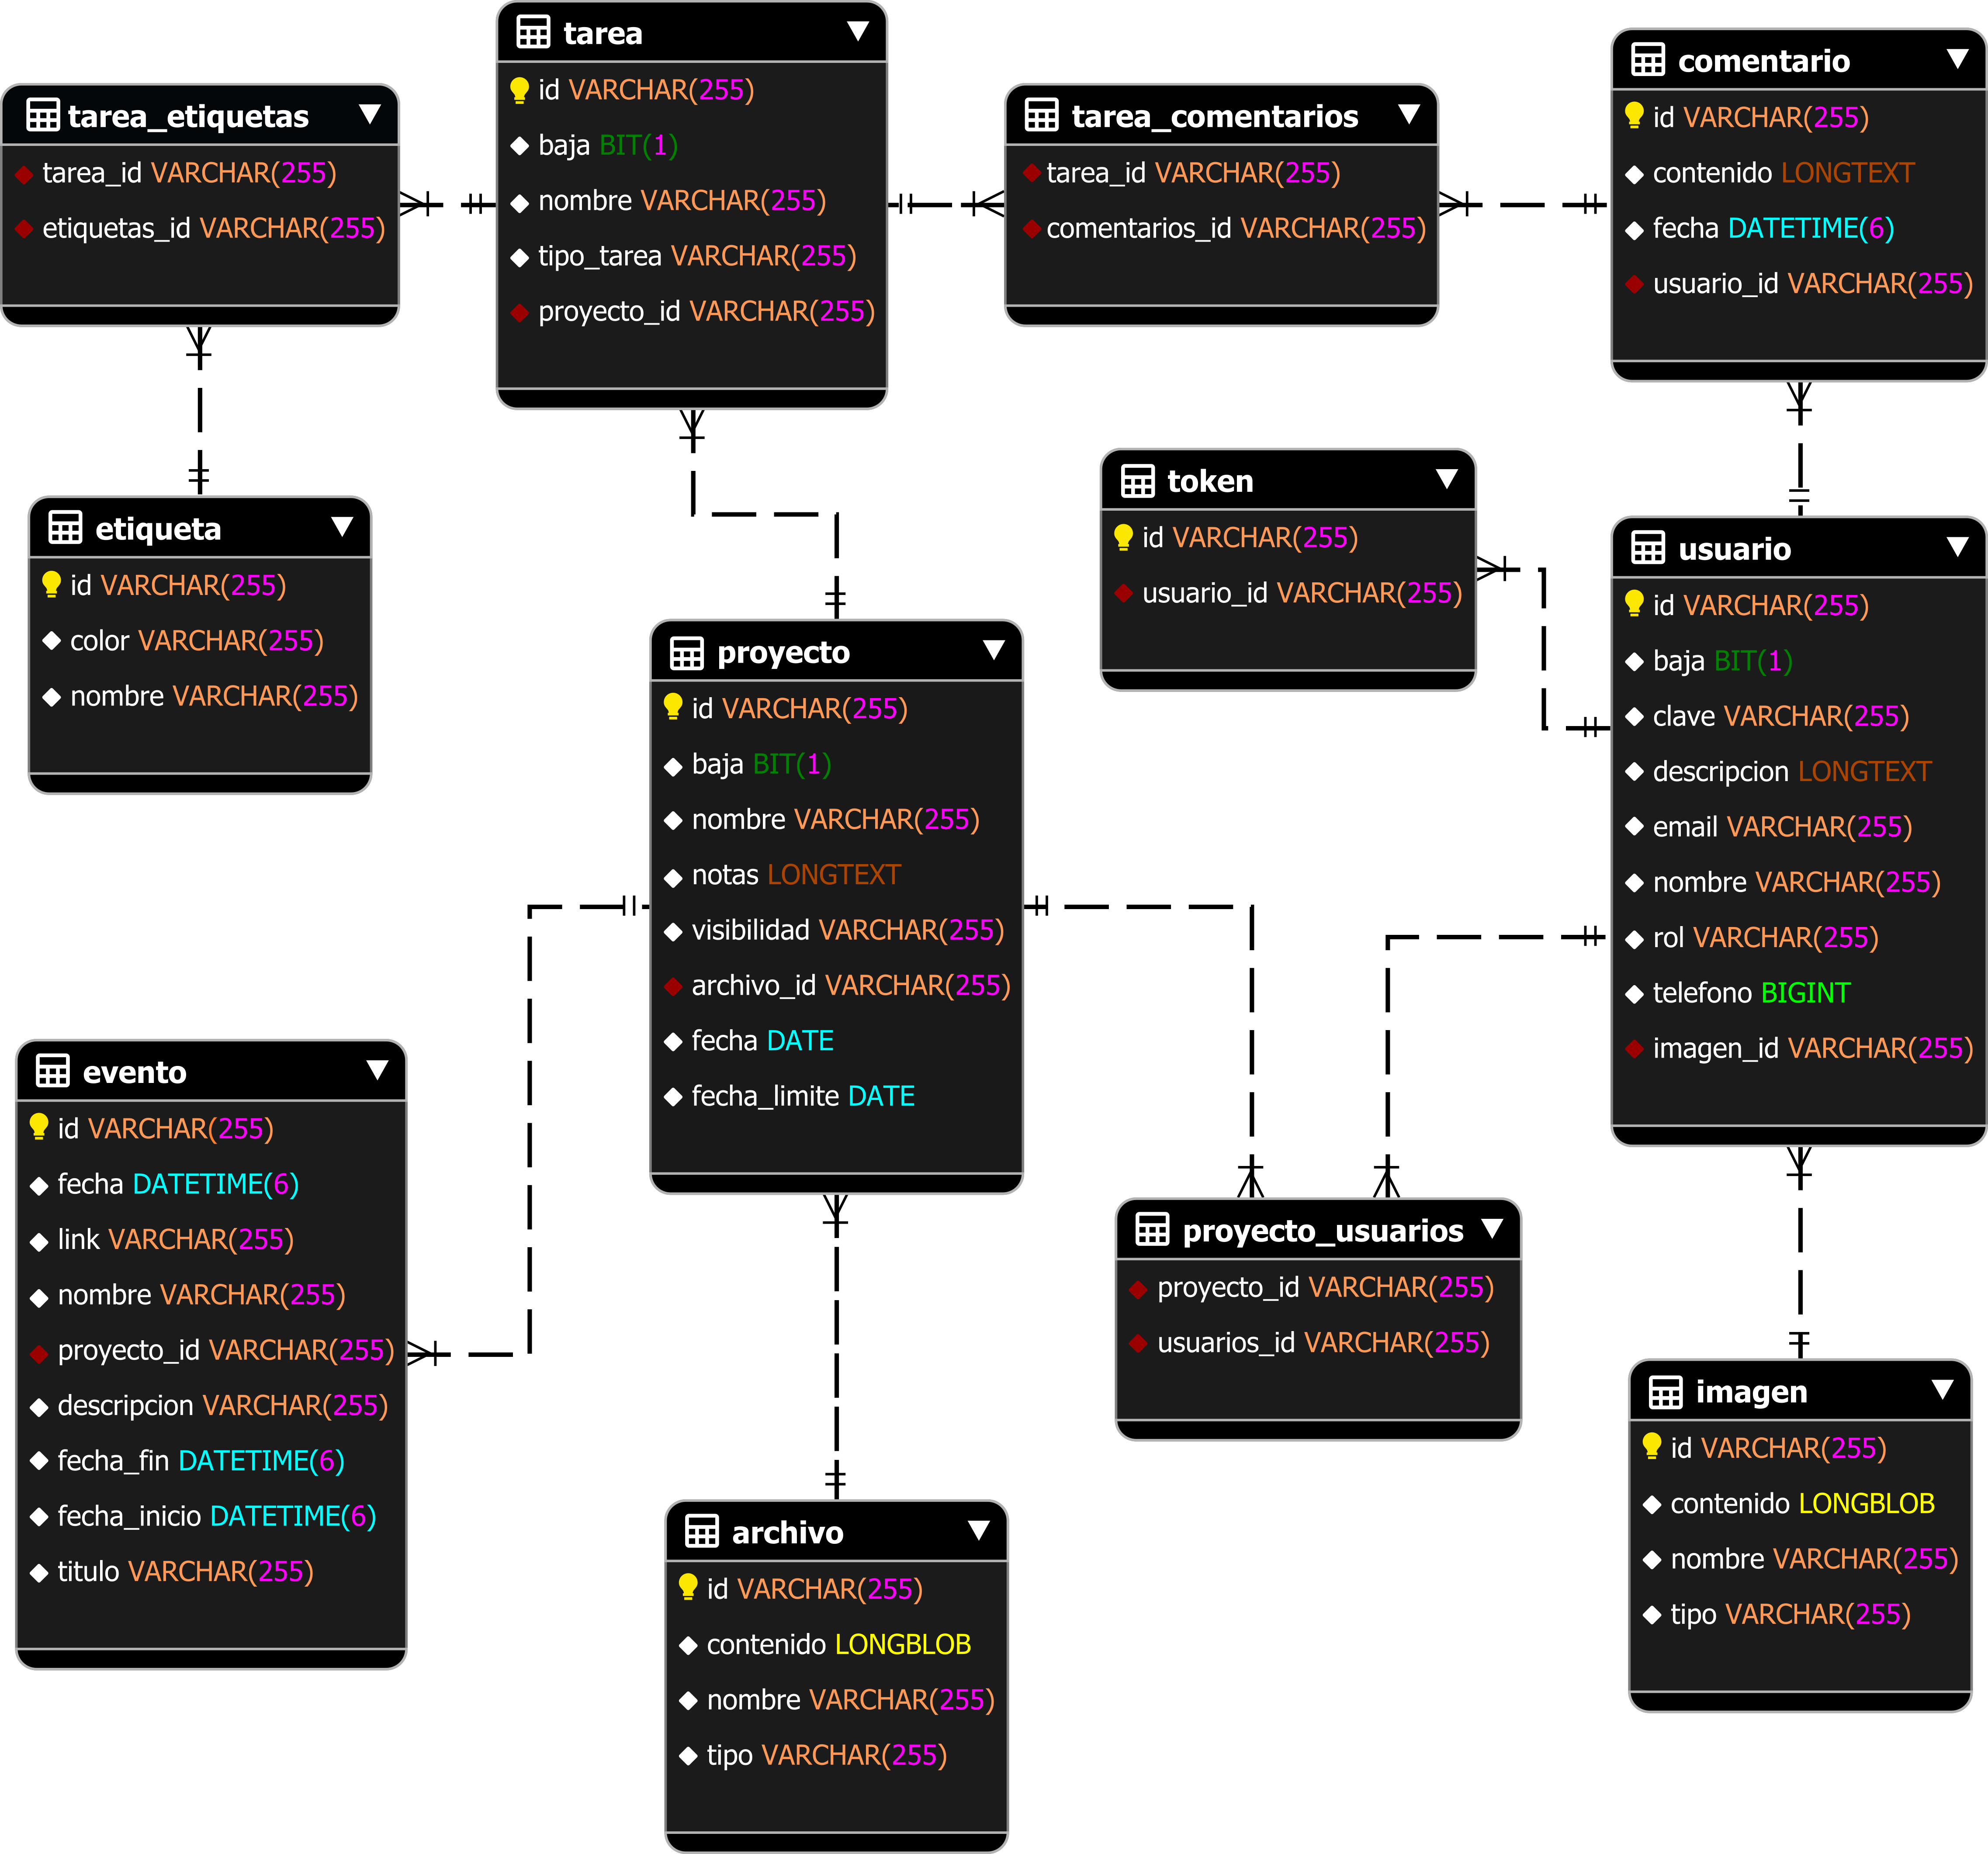 tarea
id VARCHAR(255)
baja BIT(1)
nombre VARCHAR(255)
tipo_tarea VARCHAR(255)
proyecto_id VARCHAR(255)
comentario
id VARCHAR(255)
contenido LONGTEXT
fecha DATETIME(6)
usuario_id VARCHAR(255)
tarea_etiquetas
tarea_id VARCHAR(255)
etiquetas_id VARCHAR(255)
tarea_comentarios
tarea_id VARCHAR(255)
comentarios_id VARCHAR(255)
token
id VARCHAR(255)
usuario_id VARCHAR(255)
etiqueta
id VARCHAR(255)
color VARCHAR(255)
nombre VARCHAR(255)
usuario
id VARCHAR(255)
baja BIT(1)
clave VARCHAR(255)
descripcion LONGTEXT
email VARCHAR(255)
nombre VARCHAR(255)
rol VARCHAR(255)
telefono BIGINT
imagen_id VARCHAR(255)
proyecto
id VARCHAR(255)
baja BIT(1)
nombre VARCHAR(255)
notas LONGTEXT
visibilidad VARCHAR(255)
archivo_id VARCHAR(255)
fecha DATE
fecha_limite DATE
evento
id VARCHAR(255)
fecha DATETIME(6)
link VARCHAR(255)
nombre VARCHAR(255)
proyecto_id VARCHAR(255)
descripcion VARCHAR(255)
fecha_fin DATETIME(6)
fecha_inicio DATETIME(6)
titulo VARCHAR(255)
proyecto_usuarios
proyecto_id VARCHAR(255)
usuarios_id VARCHAR(255)
imagen
id VARCHAR(255)
contenido LONGBLOB
nombre VARCHAR(255)
tipo VARCHAR(255)
archivo
id VARCHAR(255)
contenido LONGBLOB
nombre VARCHAR(255)
tipo VARCHAR(255)